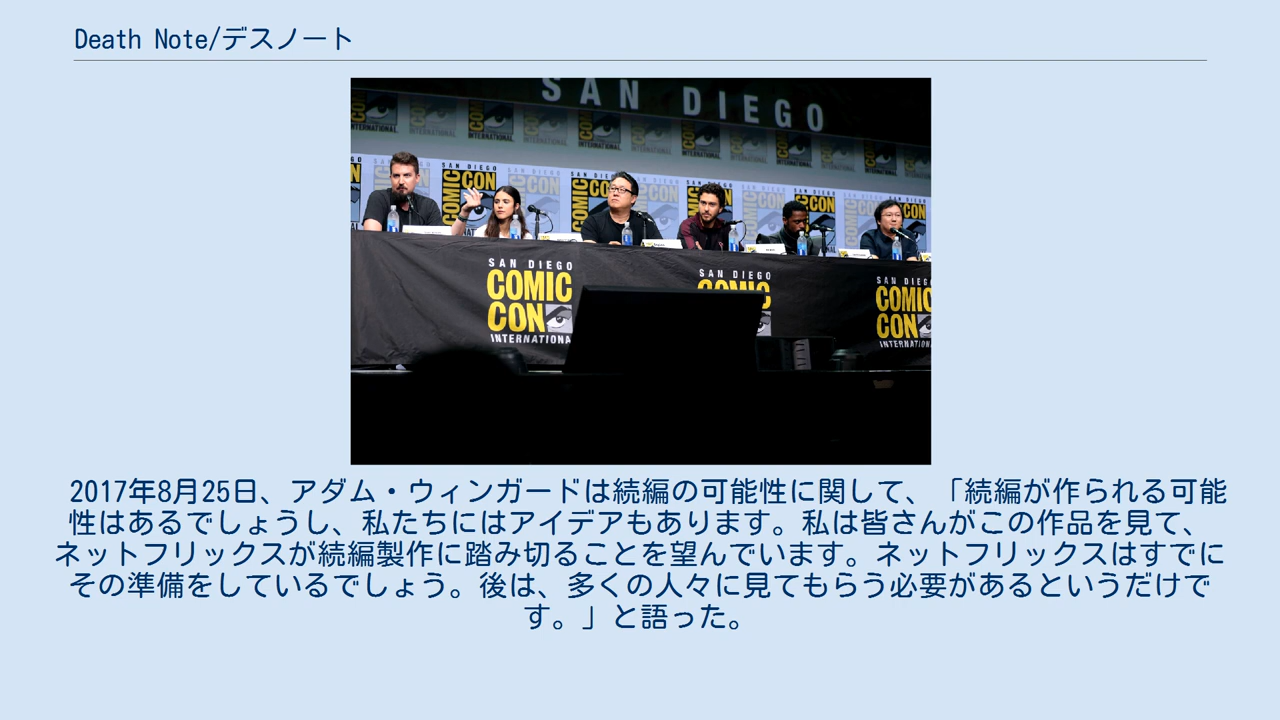 Death Note/デスノート
SAN DIEGO
SAN DIEGO
COMIC
CON
INTERNATIONAL
SAN DIEGO
COMIC
CON
SAN DIEGO
COMIC
CON
INTERNATION
2017年8月25日、アダム・ウィンガードは続編の可能性に関して、「続編が作られる可能
性はあるでしょうし、私たちにはアイデアもあります。私は皆さんがこの作品を見て、
ネットフリックスが続編製作に踏み切ることを望んでいます。ネットフリックスはすでに
その準備をしているでしょう。後は、多くの人々に見てもらう必要があるというだけで
す。」と語った。